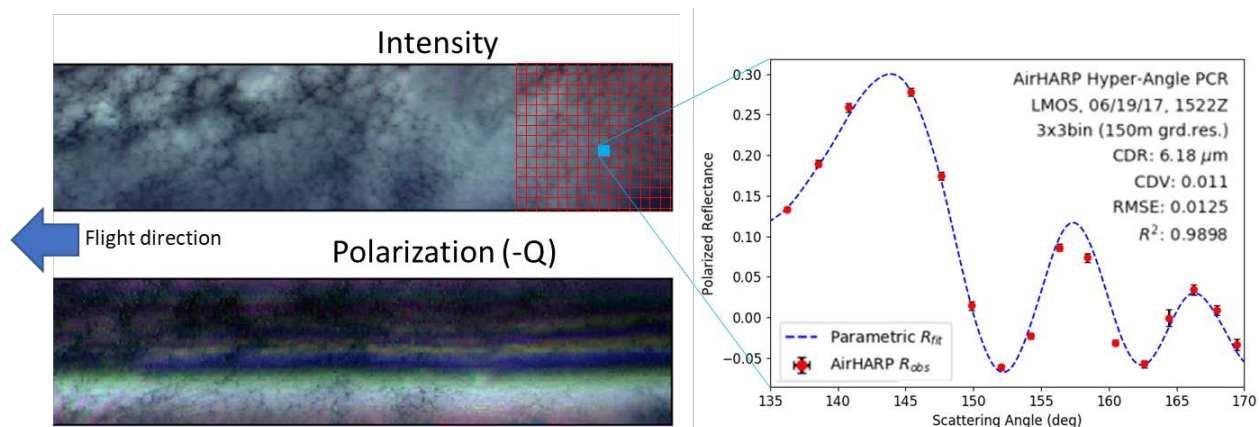 Intensity
Flight direction
Polarization (-Q)
AirHARP Hyper-Angle PCR
LMOS, 06/19/17, 1522Z
3x3bin (150m grd.res.)
CDR: 6.18 μm
CDV: 0.011
RMSE: 0.0125
R²: 0.9898
Polarized Reflectance
0.30
0.25
0.20
0.15
0.10
0.05
0.00
−0.05
Parametric R_fit
AirHARP R_obs
135 140 145 150 155 160 165 170
Scattering Angle (deg)